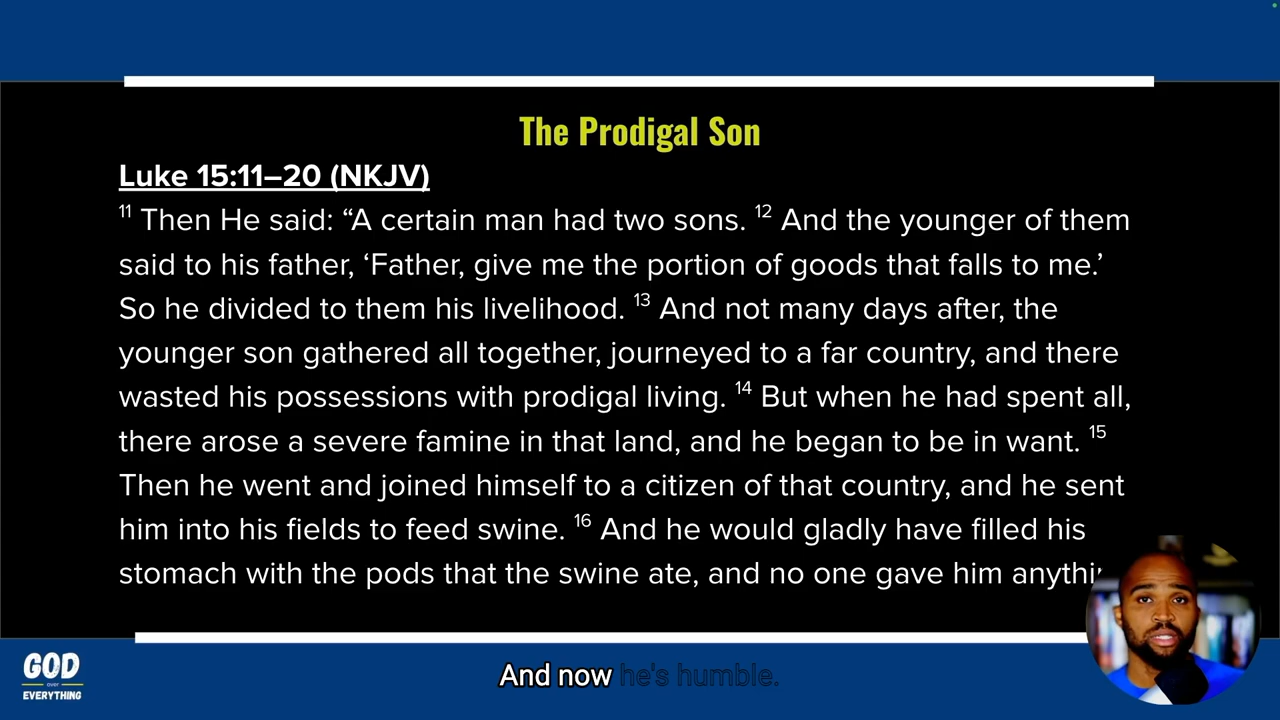 The Prodigal Son
Luke 15:11–20 (NKJV)
11 Then He said: “A certain man had two sons. 12 And the younger of them
said to his father, ‘Father, give me the portion of goods that falls to me.’
So he divided to them his livelihood. 13 And not many days after, the
younger son gathered all together, journeyed to a far country, and there
wasted his possessions with prodigal living. 14 But when he had spent all,
there arose a severe famine in that land, and he began to be in want. 15
Then he went and joined himself to a citizen of that country, and he sent
him into his fields to feed swine. 16 And he would gladly have filled his
stomach with the pods that the swine ate, and no one gave him
GOD
OVER
EVERYTHING
And now he's humble.